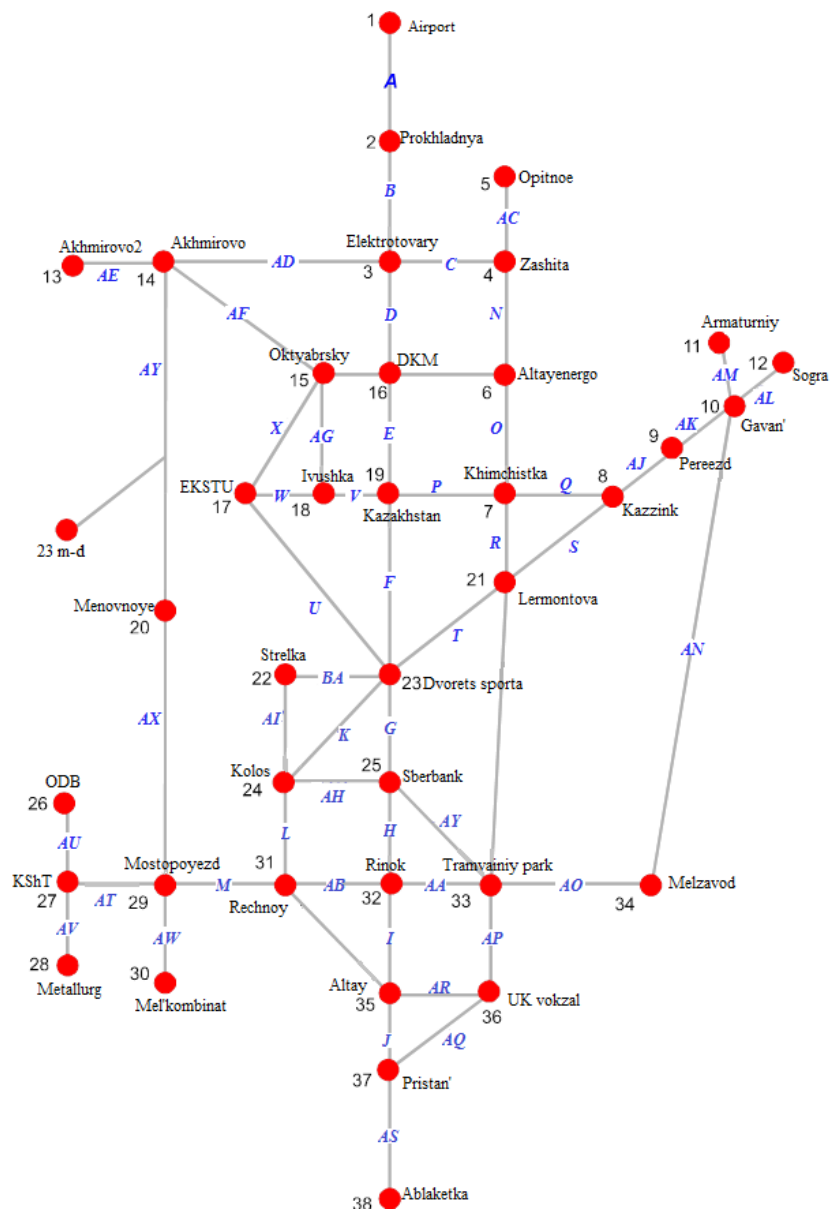 1
Airport
A
2
Prokhladnya
B
5
Opitnoe
AC
Akhmirovo2
Akhmirovo
Elektrotovary
13
AE
14
AD
3
C
4
Zashita
AF
D
N
Armaturniy
11
12
Sogra
AY
Oktyabrsky
DKM
AM
AL
15
16
6
Altayenergo
10
Gavan'
X
AG
E
O
AK
9
Pereezd
EKSTU
Ivushka
19
Khimchistka
8
AJ
17
W
18
V
Kazakhstan
P
7
Q
Kazzink
23 m-d
R
S
F
21
Lermontova
Menovnoye
20
U
T
Strelka
AN
22
BA
23
Dvorets sporta
AX
AI
K
G
Kolos
25
Sberbank
ODB
24
AH
26
AY
AU
L
H
KShT
Mostopoyezd
31
Rinok
Tramvainiy park
27
AT
29
M
Rechnoy
AB
32
AA
33
AO
34
Melzavod
AV
AW
I
AP
28
30
Metallurg
Mel'kombinat
Altay
35
AR
36
UK vokzal
J
AQ
37
Pristan'
AS
38
Ablaketka